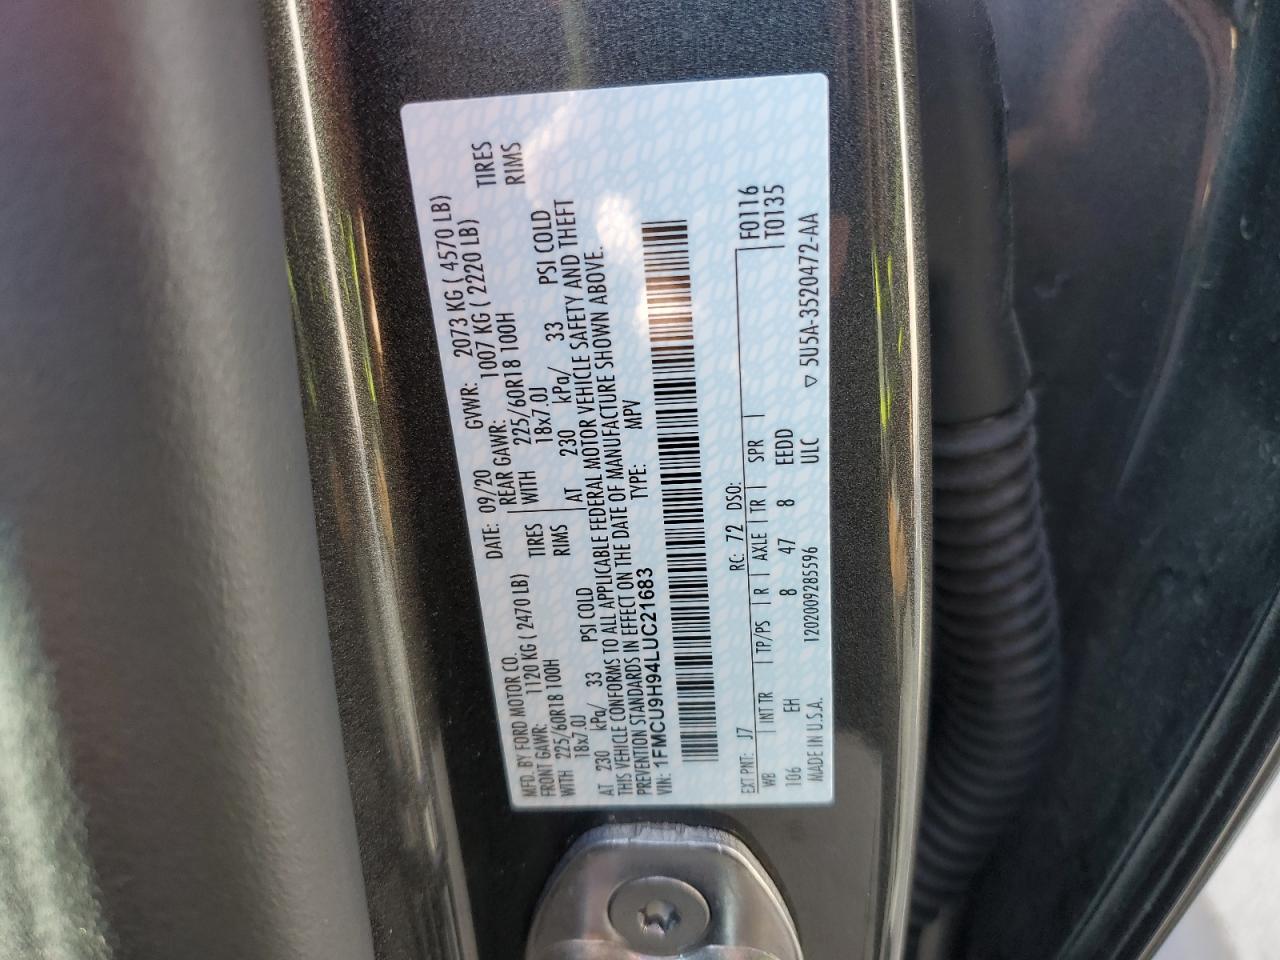 MFD. BY FORD MOTOR CO. DATE: 09/20 GVWR: 2073 KG ( 4570 LB)
FRONT GAWR: 1120 KG ( 2470 LB) REAR GAWR: 1007 KG ( 2220 LB)
WITH 225/60R18 100H TIRES WITH 225/60R18 100H TIRES
18x7.0J RIMS 18x7.0J RIMS
AT 230 kPa/ 33 PSI COLD AT 230 kPa/ 33 PSI COLD
THIS VEHICLE CONFORMS TO ALL APPLICABLE FEDERAL MOTOR VEHICLE SAFETY AND THEFT
PREVENTION STANDARDS IN EFFECT ON THE DATE OF MANUFACTURE SHOWN ABOVE.
VIN: 1FMCU9H94LUC21683 TYPE: MPV
EXT PNT: J7 RC: 72 DSO: F0116
WB INT TR TP/PS R AXLE TR SPR T0135
106 EH 8 47 8 EEDD
MADE IN U.S.A. 1202009285596 ULC ▽ 5U5A-3520472-AA